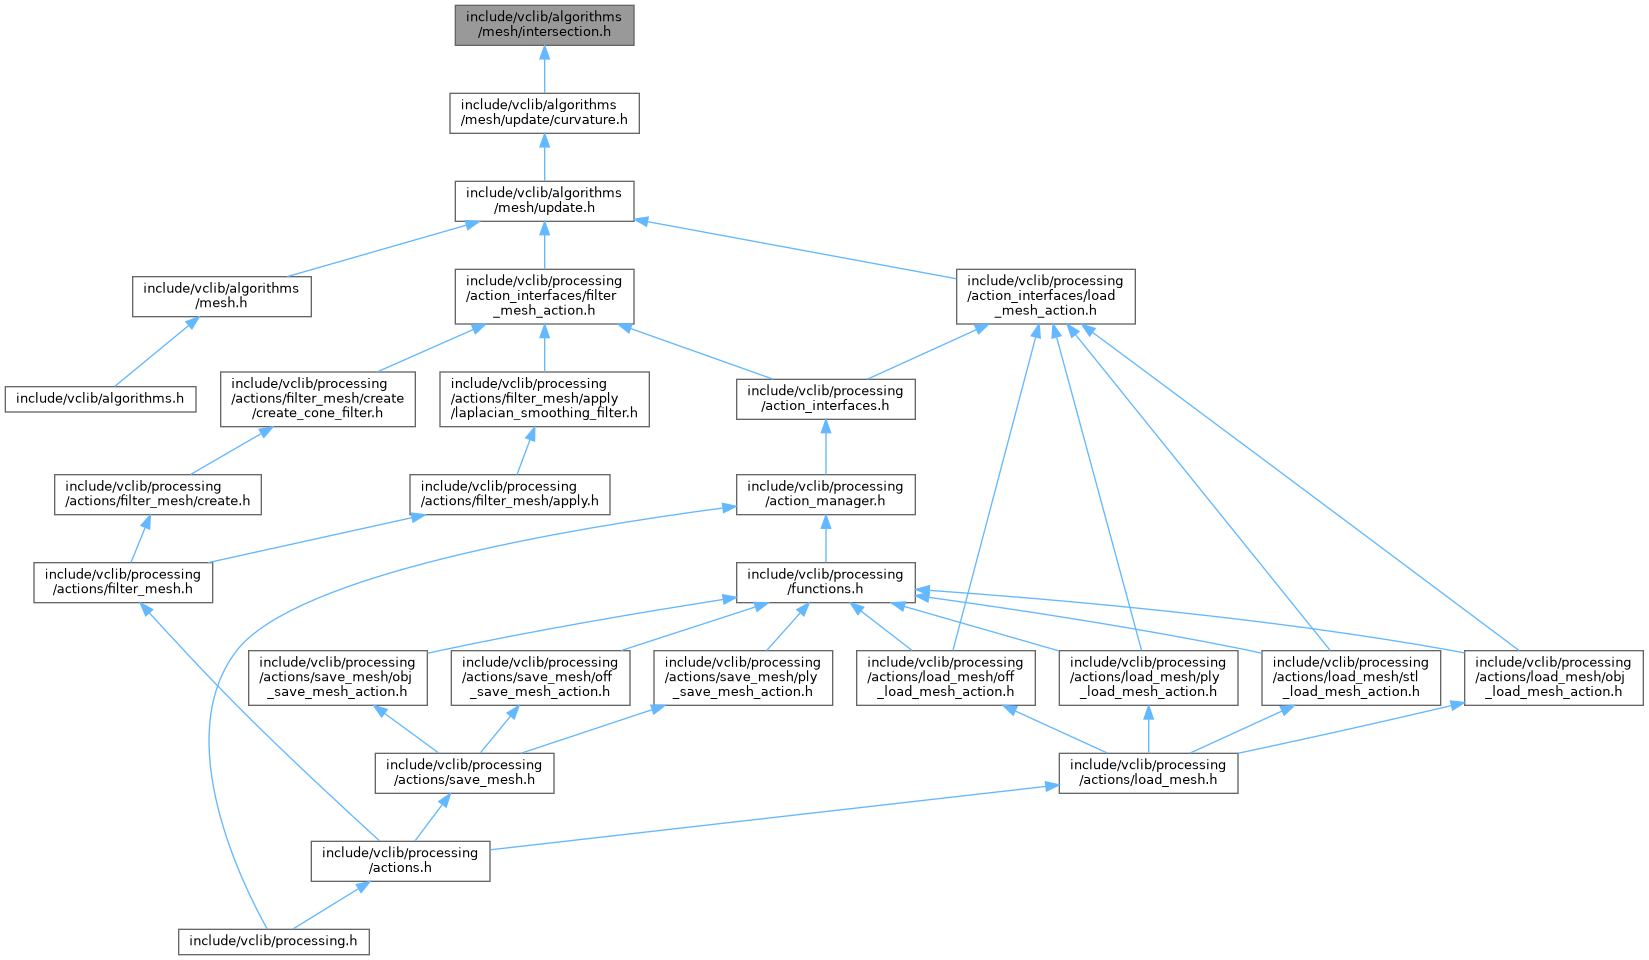 include/vclib/algorithms
/mesh/intersection.h
include/vclib/algorithms
/mesh/update/curvature.h
include/vclib/algorithms
/mesh/update.h
include/vclib/algorithms
/mesh.h
include/vclib/processing
/action_interfaces/filter
_mesh_action.h
include/vclib/processing
/action_interfaces/load
_mesh_action.h
include/vclib/algorithms.h
include/vclib/processing
/actions/filter_mesh/create
/create_cone_filter.h
include/vclib/processing
/actions/filter_mesh/apply
/laplacian_smoothing_filter.h
include/vclib/processing
/action_interfaces.h
include/vclib/processing
/actions/filter_mesh/create.h
include/vclib/processing
/actions/filter_mesh/apply.h
include/vclib/processing
/action_manager.h
include/vclib/processing
/actions/filter_mesh.h
include/vclib/processing
/functions.h
include/vclib/processing
/actions/save_mesh/obj
_save_mesh_action.h
include/vclib/processing
/actions/save_mesh/off
_save_mesh_action.h
include/vclib/processing
/actions/save_mesh/ply
_save_mesh_action.h
include/vclib/processing
/actions/load_mesh/off
_load_mesh_action.h
include/vclib/processing
/actions/load_mesh/ply
_load_mesh_action.h
include/vclib/processing
/actions/load_mesh/stl
_load_mesh_action.h
include/vclib/processing
/actions/load_mesh/obj
_load_mesh_action.h
include/vclib/processing
/actions/save_mesh.h
include/vclib/processing
/actions/load_mesh.h
include/vclib/processing
/actions.h
include/vclib/processing.h